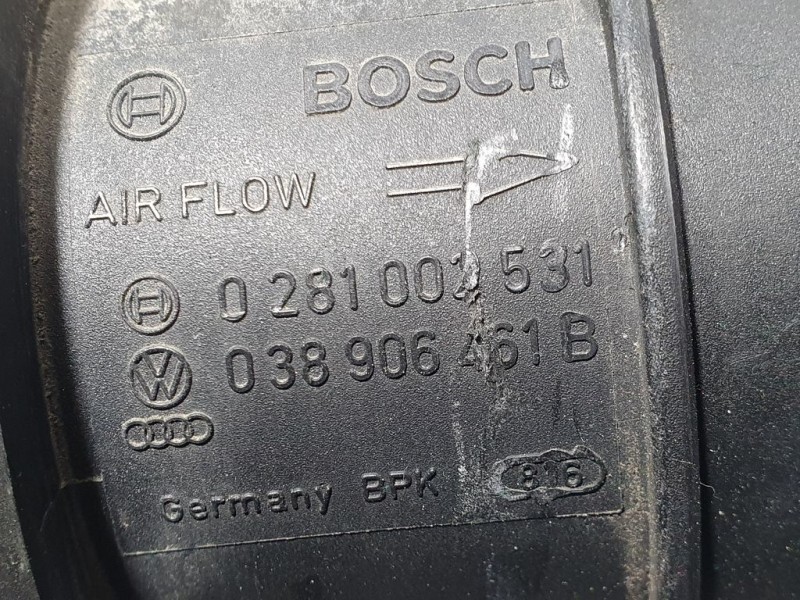 BOSCH
AIR FLOW
0 281 002 531
038 906 461 B
Germany BPK 816